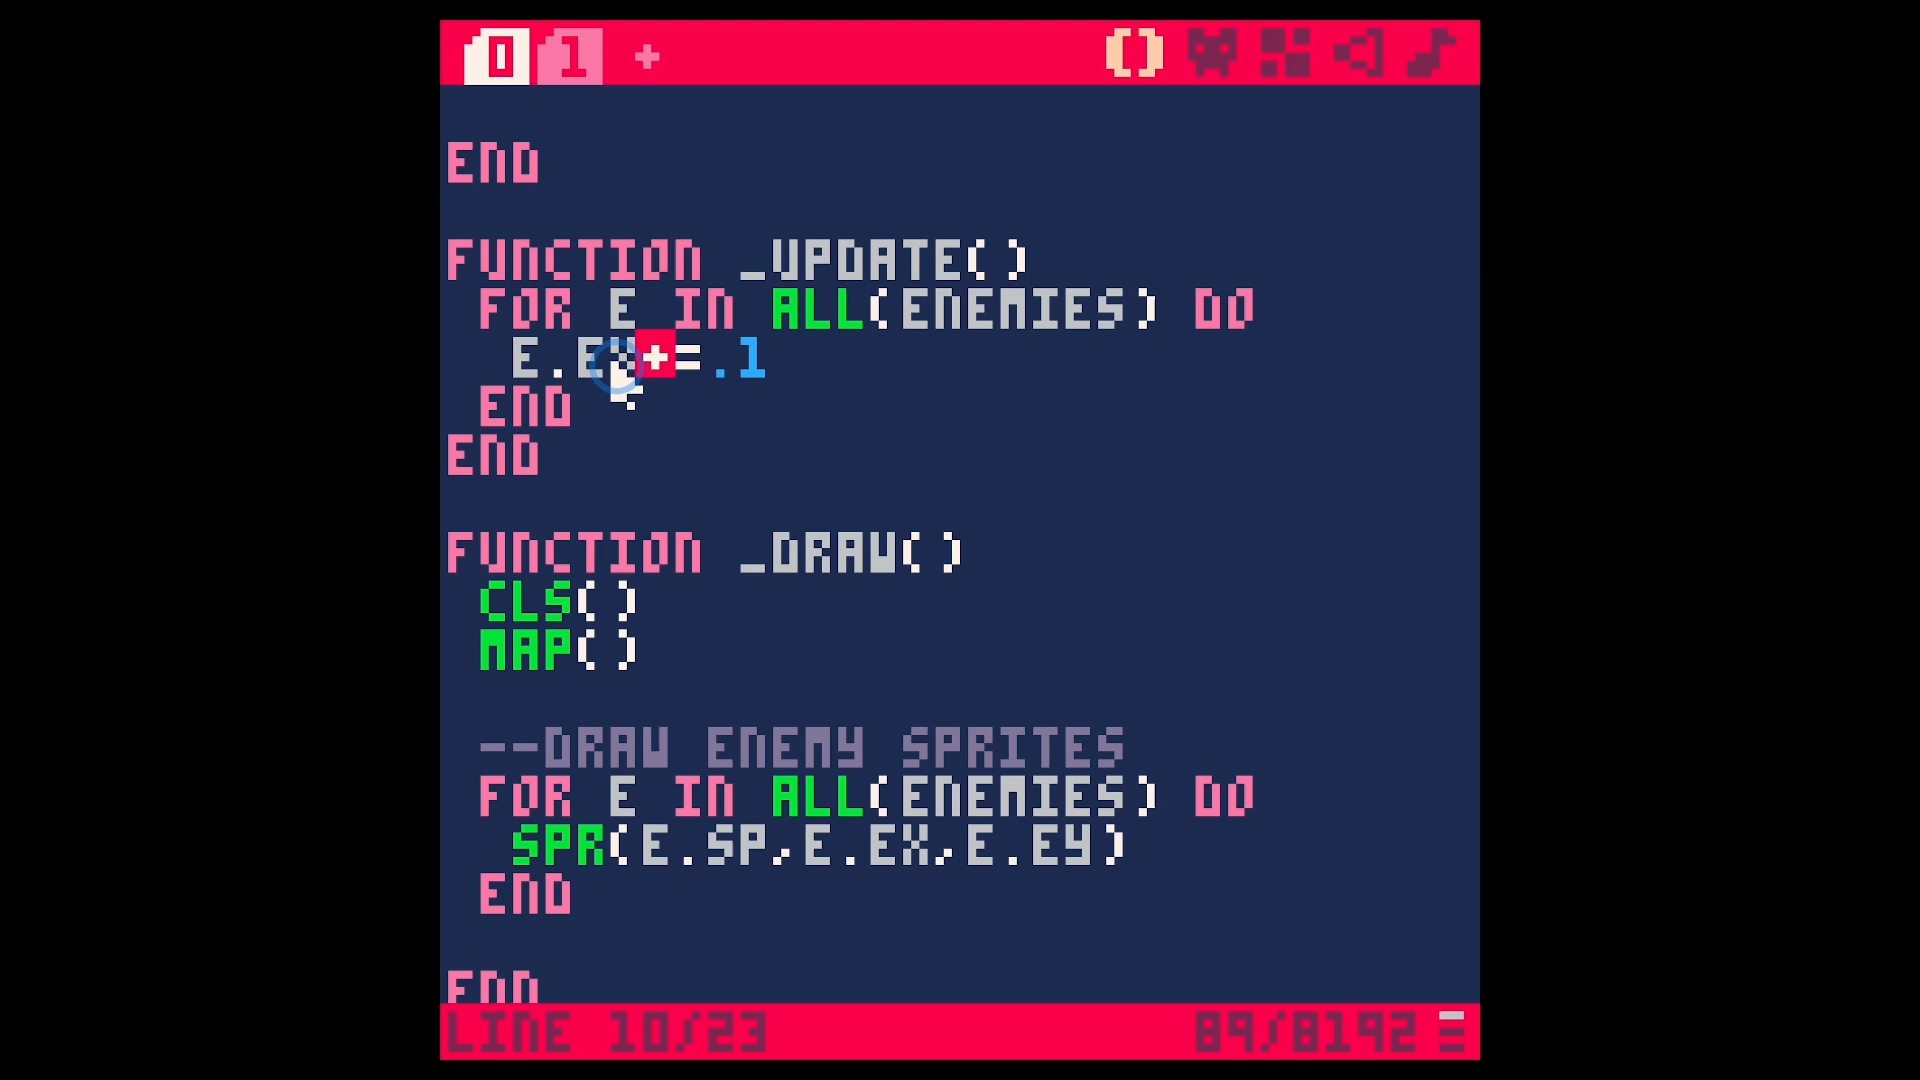 0 1 +
END
FUNCTION _UPDATE()
FOR E IN ALL(ENEMIES) DO
E.EX+=.1
END
END
FUNCTION _DRAW()
CLS()
MAP()
--DRAW ENEMY SPRITES
FOR E IN ALL(ENEMIES) DO
SPR(E.SP,E.EX,E.EY)
END
END
LINE 10/23 89/8192